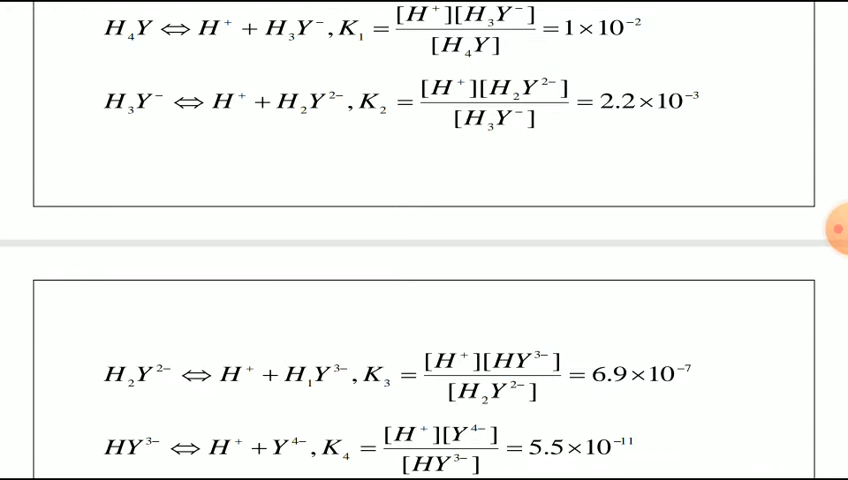 H₄Y ⇔ H⁺ + H₃Y⁻, K₁ = [H⁺][H₃Y⁻] / [H₄Y] = 1×10⁻²
H₃Y⁻ ⇔ H⁺ + H₂Y²⁻, K₂ = [H⁺][H₂Y²⁻] / [H₃Y⁻] = 2.2×10⁻³
H₂Y²⁻ ⇔ H⁺ + H₁Y³⁻, K₃ = [H⁺][HY³⁻] / [H₂Y²⁻] = 6.9×10⁻⁷
HY³⁻ ⇔ H⁺ + Y⁴⁻, K₄ = [H⁺][Y⁴⁻] / [HY³⁻] = 5.5×10⁻¹¹